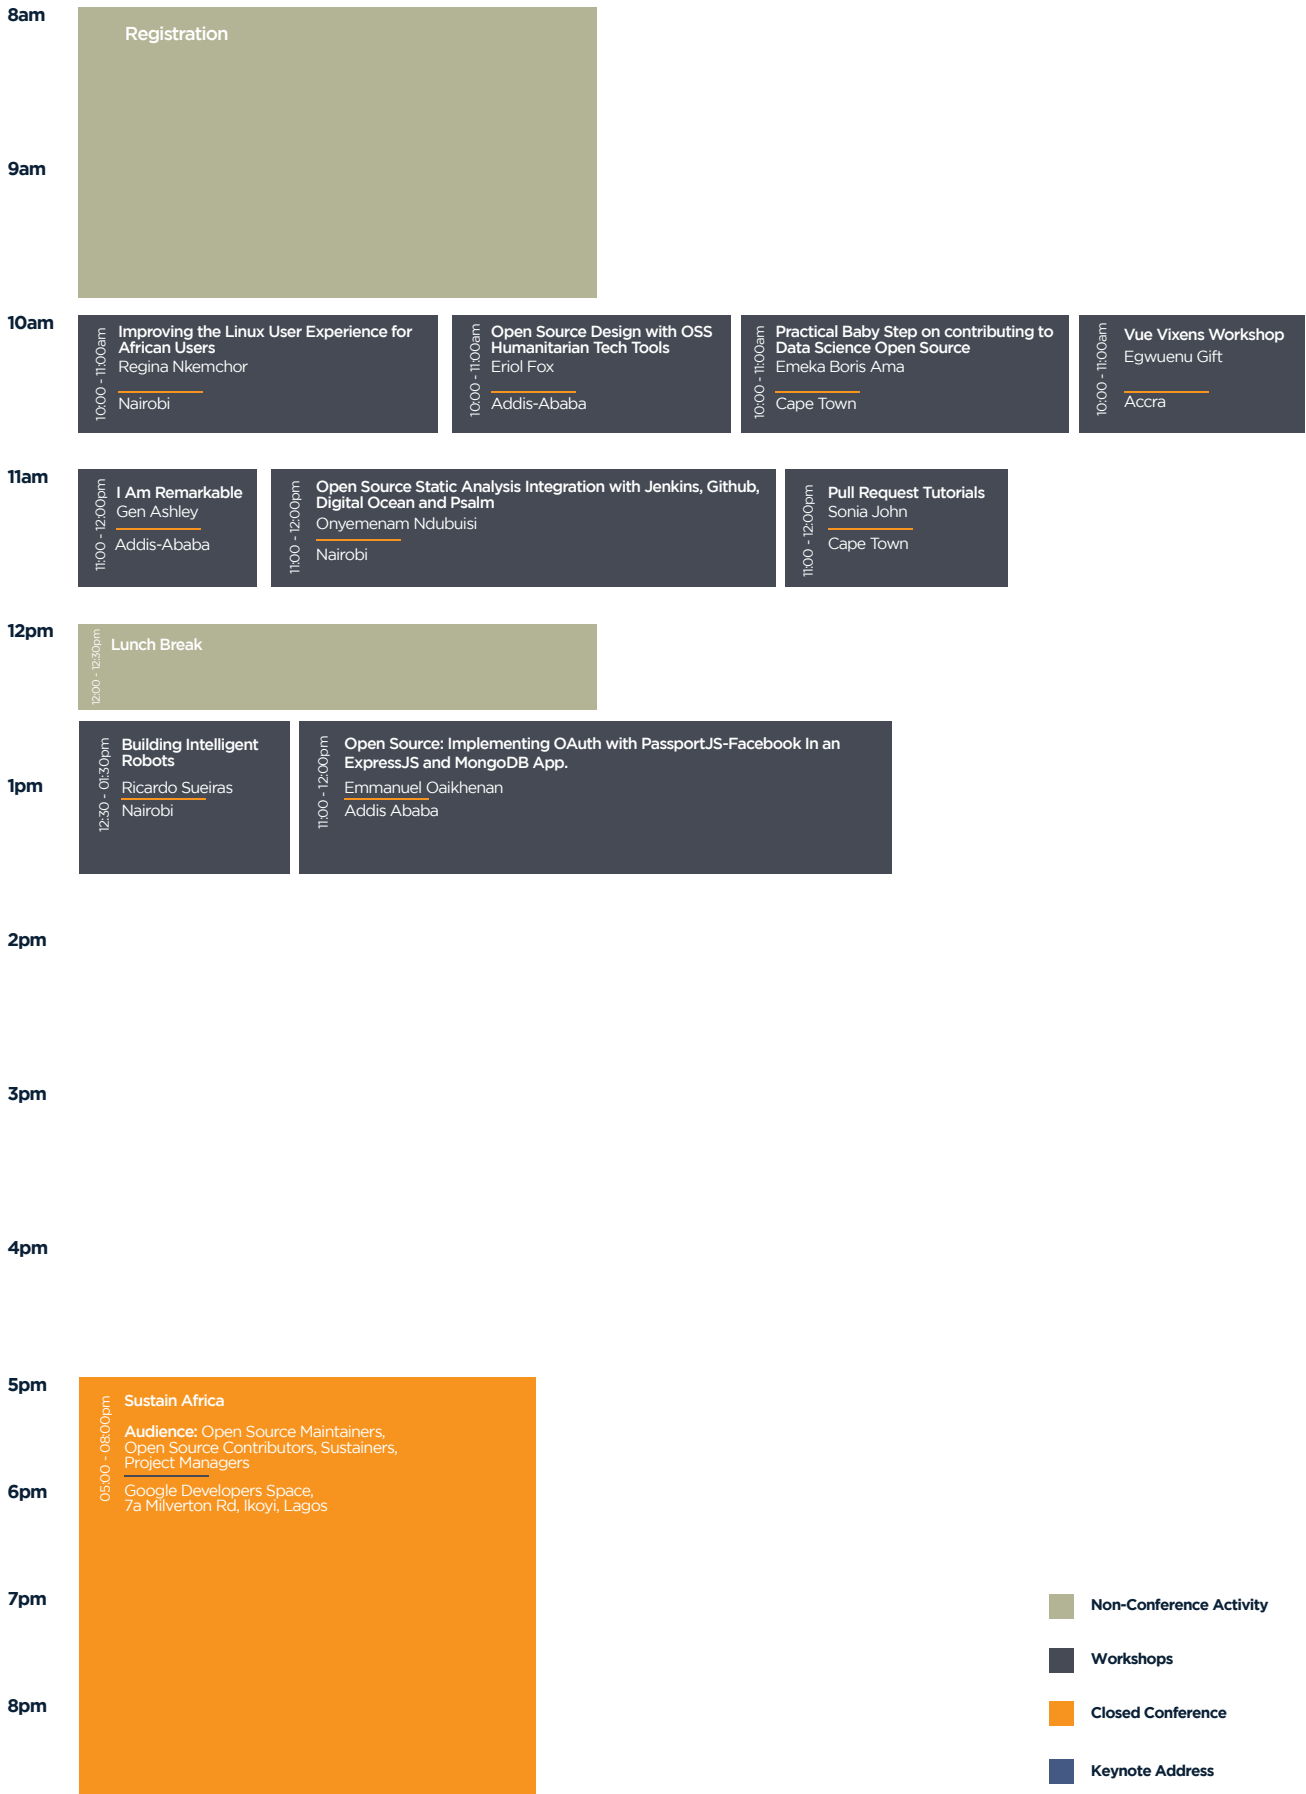 8am
Registration
9am
10am
10:00 - 11:00am
Improving the Linux User Experience for
African Users
Regina Nkemchor
Nairobi
10:00 - 11:00am
Open Source Design with OSS
Humanitarian Tech Tools
Eriol Fox
Addis-Ababa
10:00 - 11:00am
Practical Baby Step on contributing to
Data Science Open Source
Emeka Boris Ama
Cape Town
10:00 - 11:00am
Vue Vixens Workshop
Egwuenu Gift
Accra
11am
11:00 - 12:00pm
I Am Remarkable
Gen Ashley
Addis-Ababa
11:00 - 12:00pm
Open Source Static Analysis Integration with Jenkins, Github,
Digital Ocean and Psalm
Onyemenam Ndubuisi
Nairobi
11:00 - 12:00pm
Pull Request Tutorials
Sonia John
Cape Town
12pm
12:00 - 12:30pm
Lunch Break
12:30 - 01:30pm
Building Intelligent
Robots
Ricardo Sueiras
Nairobi
11:00 - 12:00pm
Open Source: Implementing OAuth with PassportJS-Facebook In an
ExpressJS and MongoDB App.
Emmanuel Oaikhenan
Addis Ababa
1pm
2pm
3pm
4pm
5pm
05:00 - 08:00pm
Sustain Africa
Audience: Open Source Maintainers,
Open Source Contributors, Sustainers,
Project Managers
Google Developers Space,
7a Milverton Rd, Ikoyi, Lagos
6pm
7pm
8pm
Non-Conference Activity
Workshops
Closed Conference
Keynote Address